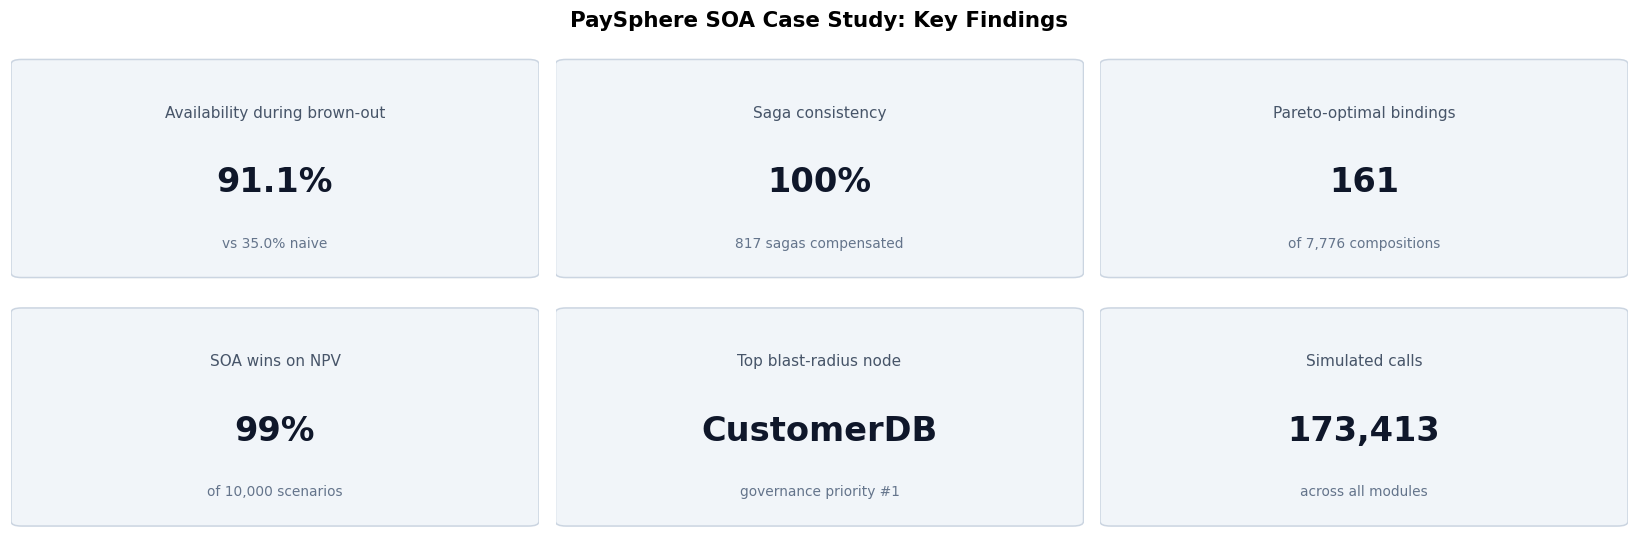 PaySphere SOA Case Study: Key Findings
Availability during brown-out
91.1%
vs 35.0% naive
Saga consistency
100%
817 sagas compensated
Pareto-optimal bindings
161
of 7,776 compositions
SOA wins on NPV
99%
of 10,000 scenarios
Top blast-radius node
CustomerDB
governance priority #1
Simulated calls
173,413
across all modules